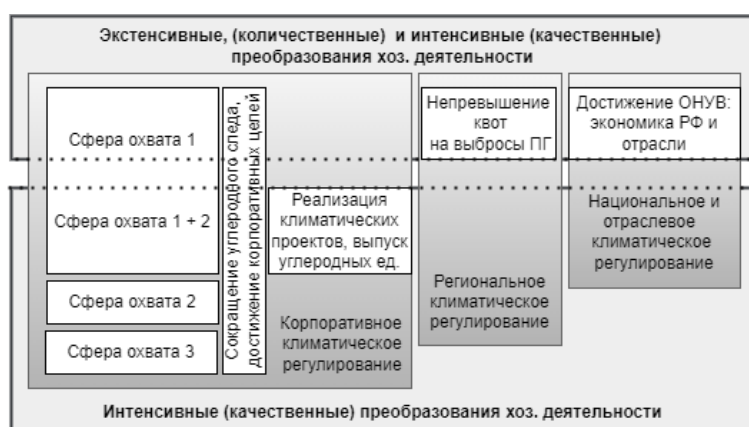 Экстенсивные, (количественные) и интенсивные (качественные)
преобразования хоз. деятельности
Сфера охвата 1
Сфера охвата 1 + 2
Сфера охвата 2
Сфера охвата 3
Сокращение углеродного следа,
достижение корпоративных целей
Реализация
климатических
проектов, выпуск
углеродных ед.
Корпоративное
климатическое
регулирование
Непревышение
квот
на выбросы ПГ
Региональное
климатическое
регулирование
Достижение ОНУВ:
экономика РФ и
отрасли
Национальное и
отраслевое
климатическое
регулирование
Интенсивные (качественные) преобразования хоз. деятельности